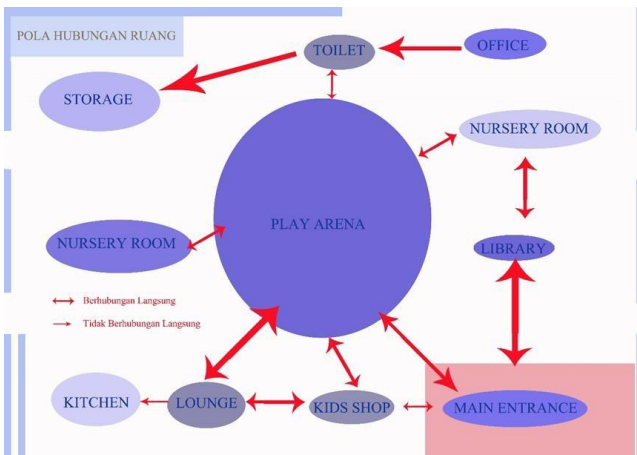 POLA HUBUNGAN RUANG
TOILET
OFFICE
STORAGE
NURSERY ROOM
PLAY ARENA
NURSERY ROOM
LIBRARY
Berhubungan Langsung
Tidak Berhubungan Langsung
KITCHEN
LOUNGE
KIDS SHOP
MAIN ENTRANCE